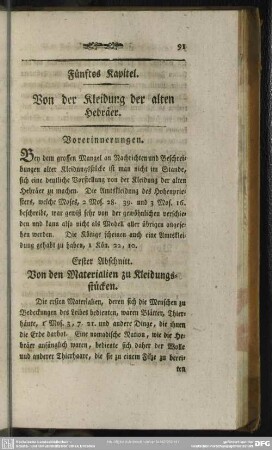 91
Fünftes Kapitel.
Von der Kleidung der alten
Hebräer.
Vorerinnerungen.
Bey dem grossen Mangel an Nachrichten und Beschrei-
bungen alter Kleidungsstücke ist man nicht im Stande,
sich eine deutliche Vorstellung von der Kleidung der alten
Hebräer zu machen. Die Amtskleidung des Hohenprie-
sters, welche Moses, 2 Mos. 28. 39. und 3 Mos. 16.
beschreibt, war gewiß sehr von der gewöhnlichen verschie-
den und kann also nicht als Model aller übrigen angese-
hen werden. Die Könige scheinen auch eine Amtsklei-
dung gehabt zu haben, 1 Kön. 22, 10.
Erster Abschnitt.
Von den Materialien zu Kleidungs-
stücken.
Die ersten Materialien, deren sich die Menschen zu
Bedeckungen des Leibes bedienten, waren Blätter, Thier-
häute, 1 Mos. 3, 7. 21. und andere Dinge, die ihnen
die Erde darbot. Eine nomadische Nation, wie die He-
bräer anfänglich waren, bediente sich daher der Wolle
und anderer Thierhaare, die sie zu einem Filze zu berei-
ten